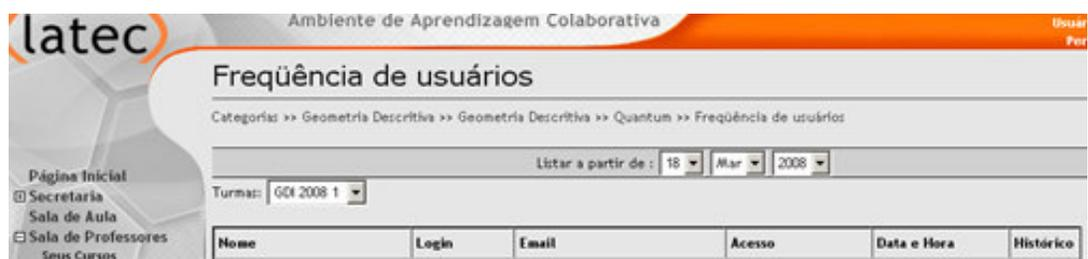 latec
Ambiente de Aprendizagem Colaborativa
Freqüência de usuários
Categorias >> Geometria Descritiva >> Geometria Descritiva >> Quantum >> Freqüência de usuários
Listar a partir de : 18 Mar 2008
Turmas: GDI 2008 1
Página Inicial
Secretaria
Sala de Aula
Sala de Professores
Seus Cursos
Nome Login Email Acesso Data e Hora Histórico